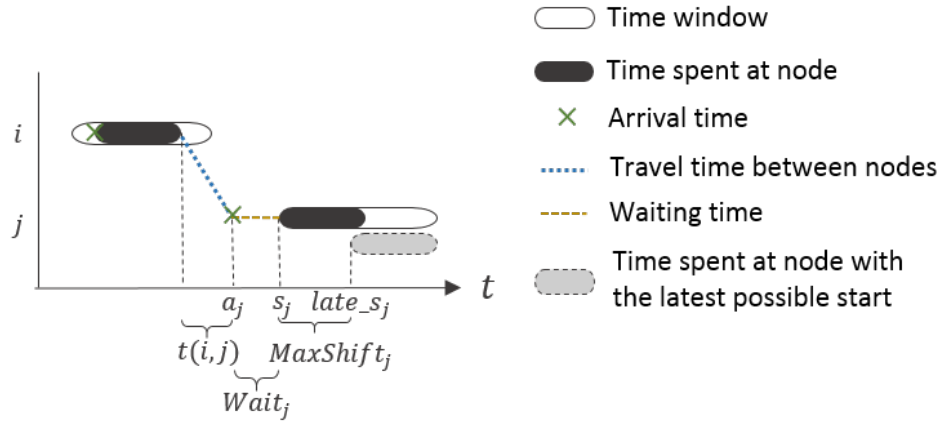 Time window
Time spent at node
Arrival time
Travel time between nodes
Waiting time
Time spent at node with
the latest possible start
i
j
t
a_j
s_j
late_s_j
t(i,j)
MaxShift_j
Wait_j